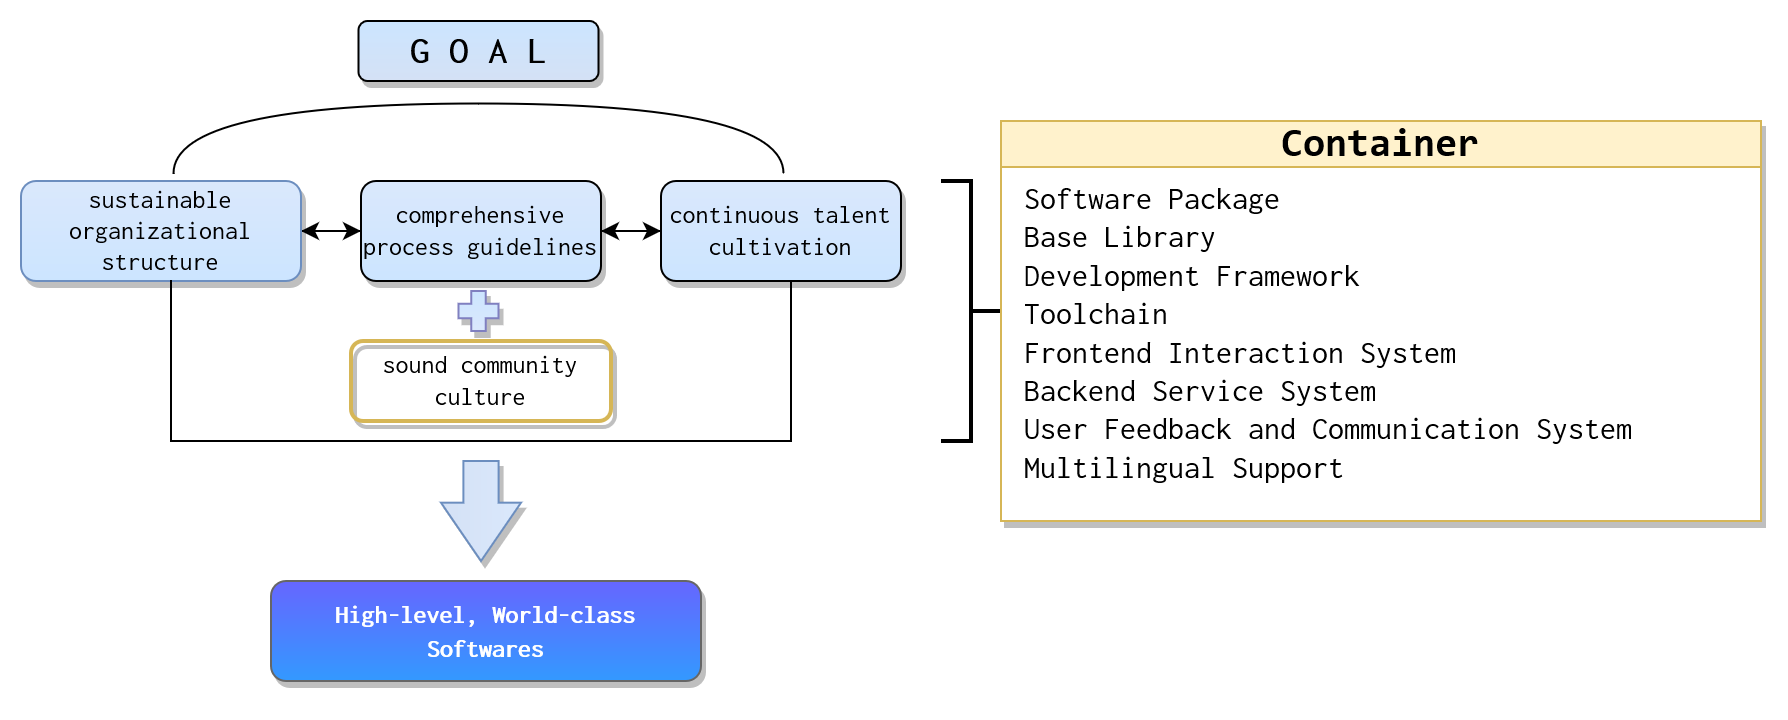 G O A L
sustainable
organizational
structure
comprehensive
process guidelines
continuous talent
cultivation
sound community
culture
High-level, World-class
Softwares
Container
Software Package
Base Library
Development Framework
Toolchain
Frontend Interaction System
Backend Service System
User Feedback and Communication System
Multilingual Support